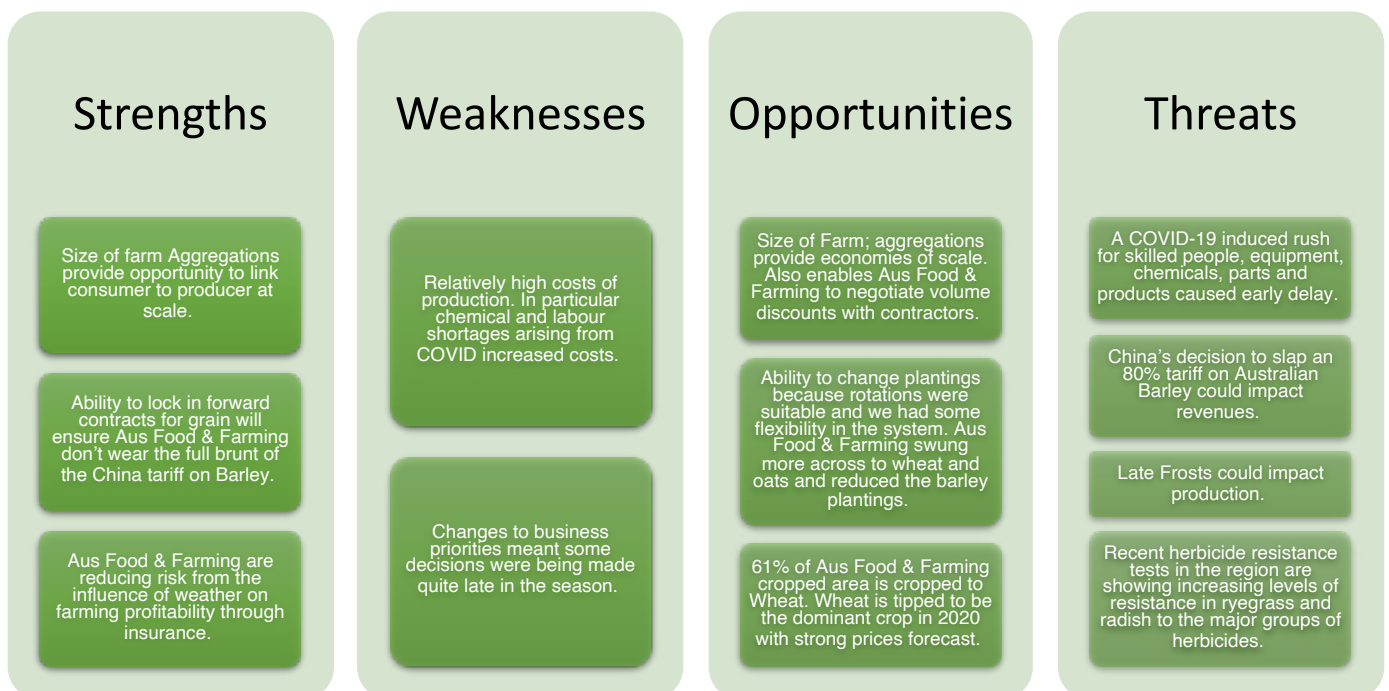 Strengths
Size of farm Aggregations
provide opportunity to link
consumer to producer at
scale.
Ability to lock in forward
contracts for grain will
ensure Aus Food & Farming
don’t wear the full brunt of
the China tariff on Barley.
Aus Food & Farming are
reducing risk from the
influence of weather on
farming profitability through
insurance.
Weaknesses
Relatively high costs of
production. In particular
chemical and labour
shortages arising from
COVID increased costs.
Changes to business
priorities meant some
decisions were being made
quite late in the season.
Opportunities
Size of Farm; aggregations
provide economies of scale.
Also enables Aus Food &
Farming to negotiate volume
discounts with contractors.
Ability to change plantings
because rotations were
suitable and we had some
flexibility in the system. Aus
Food & Farming swung
more across to wheat and
oats and reduced the barley
plantings.
61% of Aus Food & Farming
cropped area is cropped to
Wheat. Wheat is tipped to be
the dominant crop in 2020
with strong prices forecast.
Threats
A COVID-19 induced rush
for skilled people, equipment,
chemicals, parts and
products caused early delay.
China’s decision to slap an
80% tariff on Australian
Barley could impact
revenues.
Late Frosts could impact
production.
Recent herbicide resistance
tests in the region are
showing increasing levels of
resistance in ryegrass and
radish to the major groups of
herbicides.